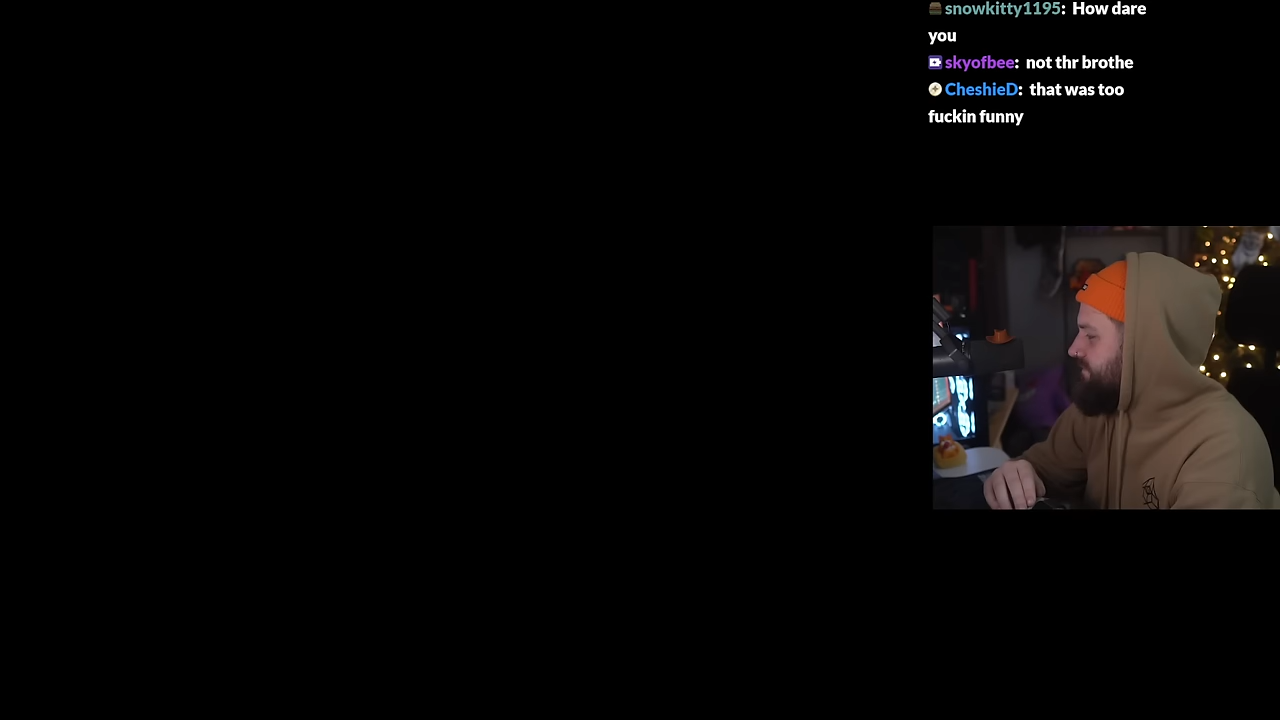 snowkitty1195: How dare
you
skyofbee: not thr brothe
CheshieD: that was too
fuckin funny